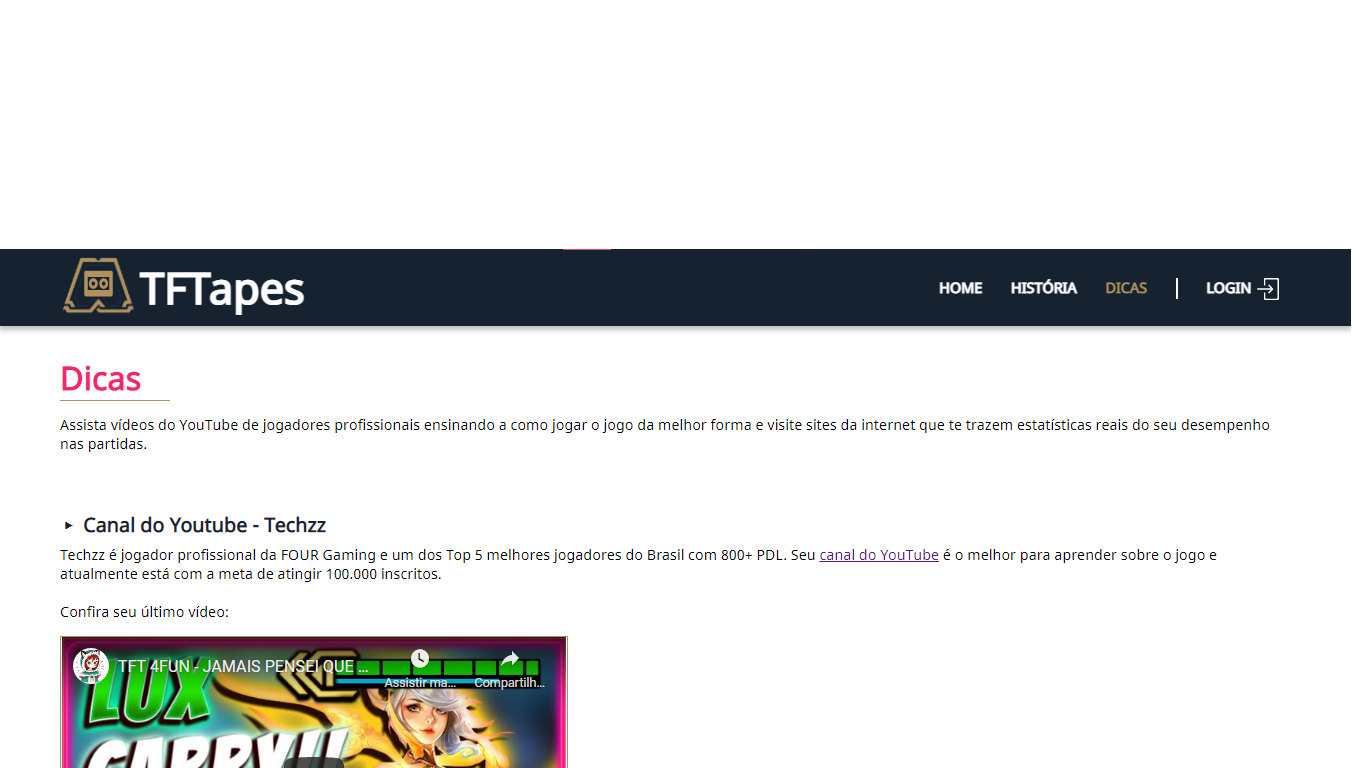 TFTapes
HOME HISTÓRIA DICAS LOGIN
Dicas
Assista vídeos do YouTube de jogadores profissionais ensinando a como jogar o jogo da melhor forma e visite sites da internet que te trazem estatísticas reais do seu desempenho
nas partidas.
Canal do Youtube - Techzz
Techzz é jogador profissional da FOUR Gaming e um dos Top 5 melhores jogadores do Brasil com 800+ PDL. Seu canal do YouTube é o melhor para aprender sobre o jogo e
atualmente está com a meta de atingir 100.000 inscritos.
Confira seu último vídeo:
TFT 4FUN - JAMAIS PENSEI QUE ...
Assistir ma... Compartilh...
LUX
CARRY!!